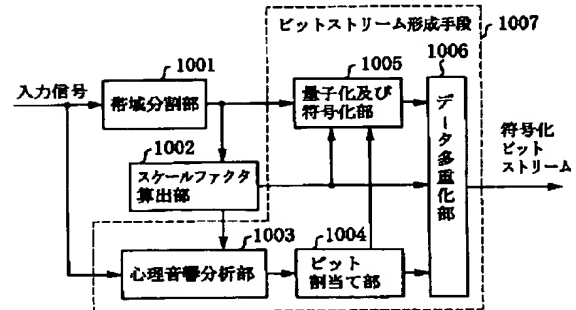 ビットストリーム形成手段
1007
1001
1005
1006
入力信号
帯域分割部
量子化及び
符号化部
データ多重化部
符号化
ビット
ストリーム
1002
スケールファクタ
算出部
1003
1004
心理音響分析部
ビット
割当て部